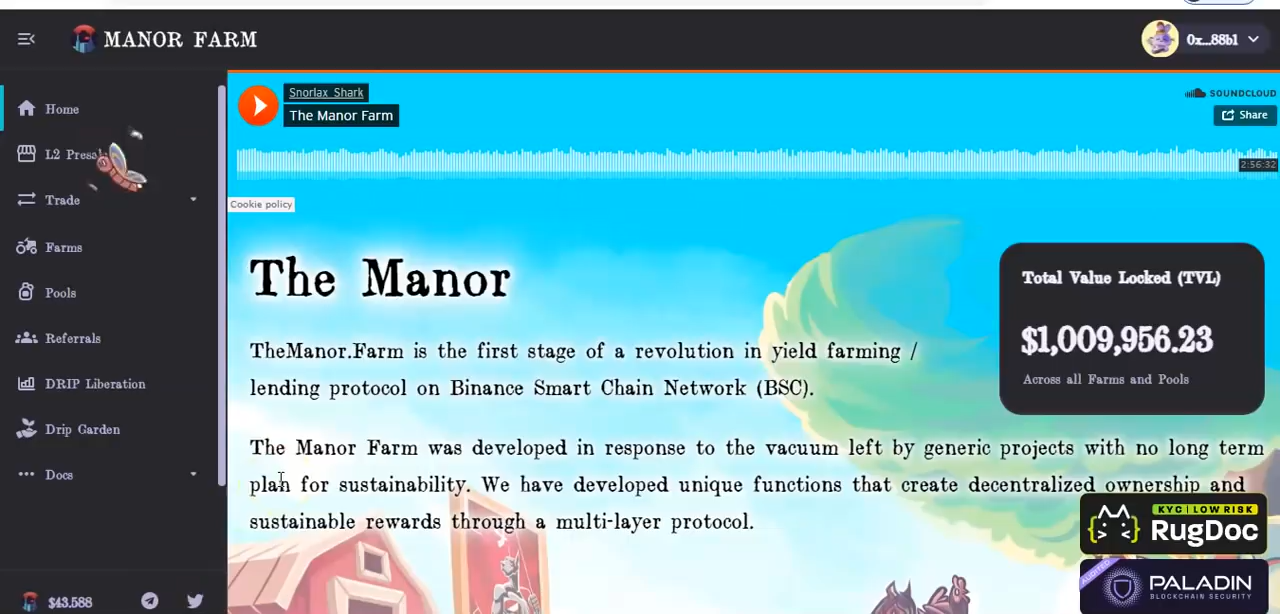 MANOR FARM
0x...88b1
Home
L2 Presa
Trade
Farms
Pools
Referrals
DRIP Liberation
Drip Garden
Docs
$43.588
Snorlax_Shark
The Manor Farm
SOUNDCLOUD
Share
2:56:32
Cookie policy
The Manor
TheManor.Farm is the first stage of a revolution in yield farming /
lending protocol on Binance Smart Chain Network (BSC).
The Manor Farm was developed in response to the vacuum left by generic projects with no long term
plan for sustainability. We have developed unique functions that create decentralized ownership and
sustainable rewards through a multi-layer protocol.
Total Value Locked (TVL)
$1,009,956.23
Across all Farms and Pools
KYC | LOW RISK
RugDoc
AUDITED
PALADIN
BLOCKCHAIN SECURITY